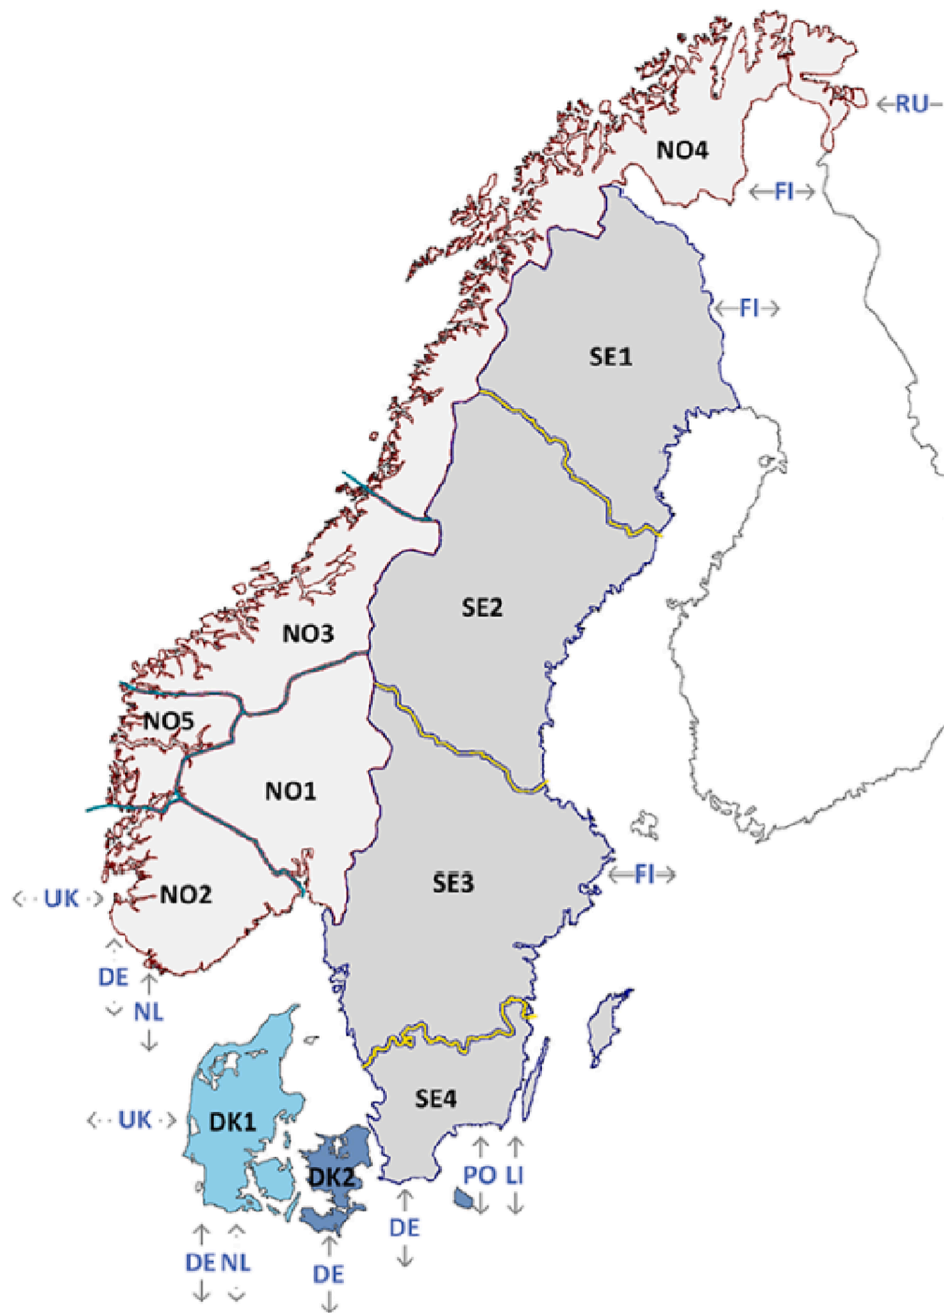 RU
NO4
FI
FI
SE1
SE2
NO3
NO5
NO1
SE3
FI
NO2
UK
DE
NL
SE4
UK
DK1
DK2
PO LI
DE
DE NL
DE